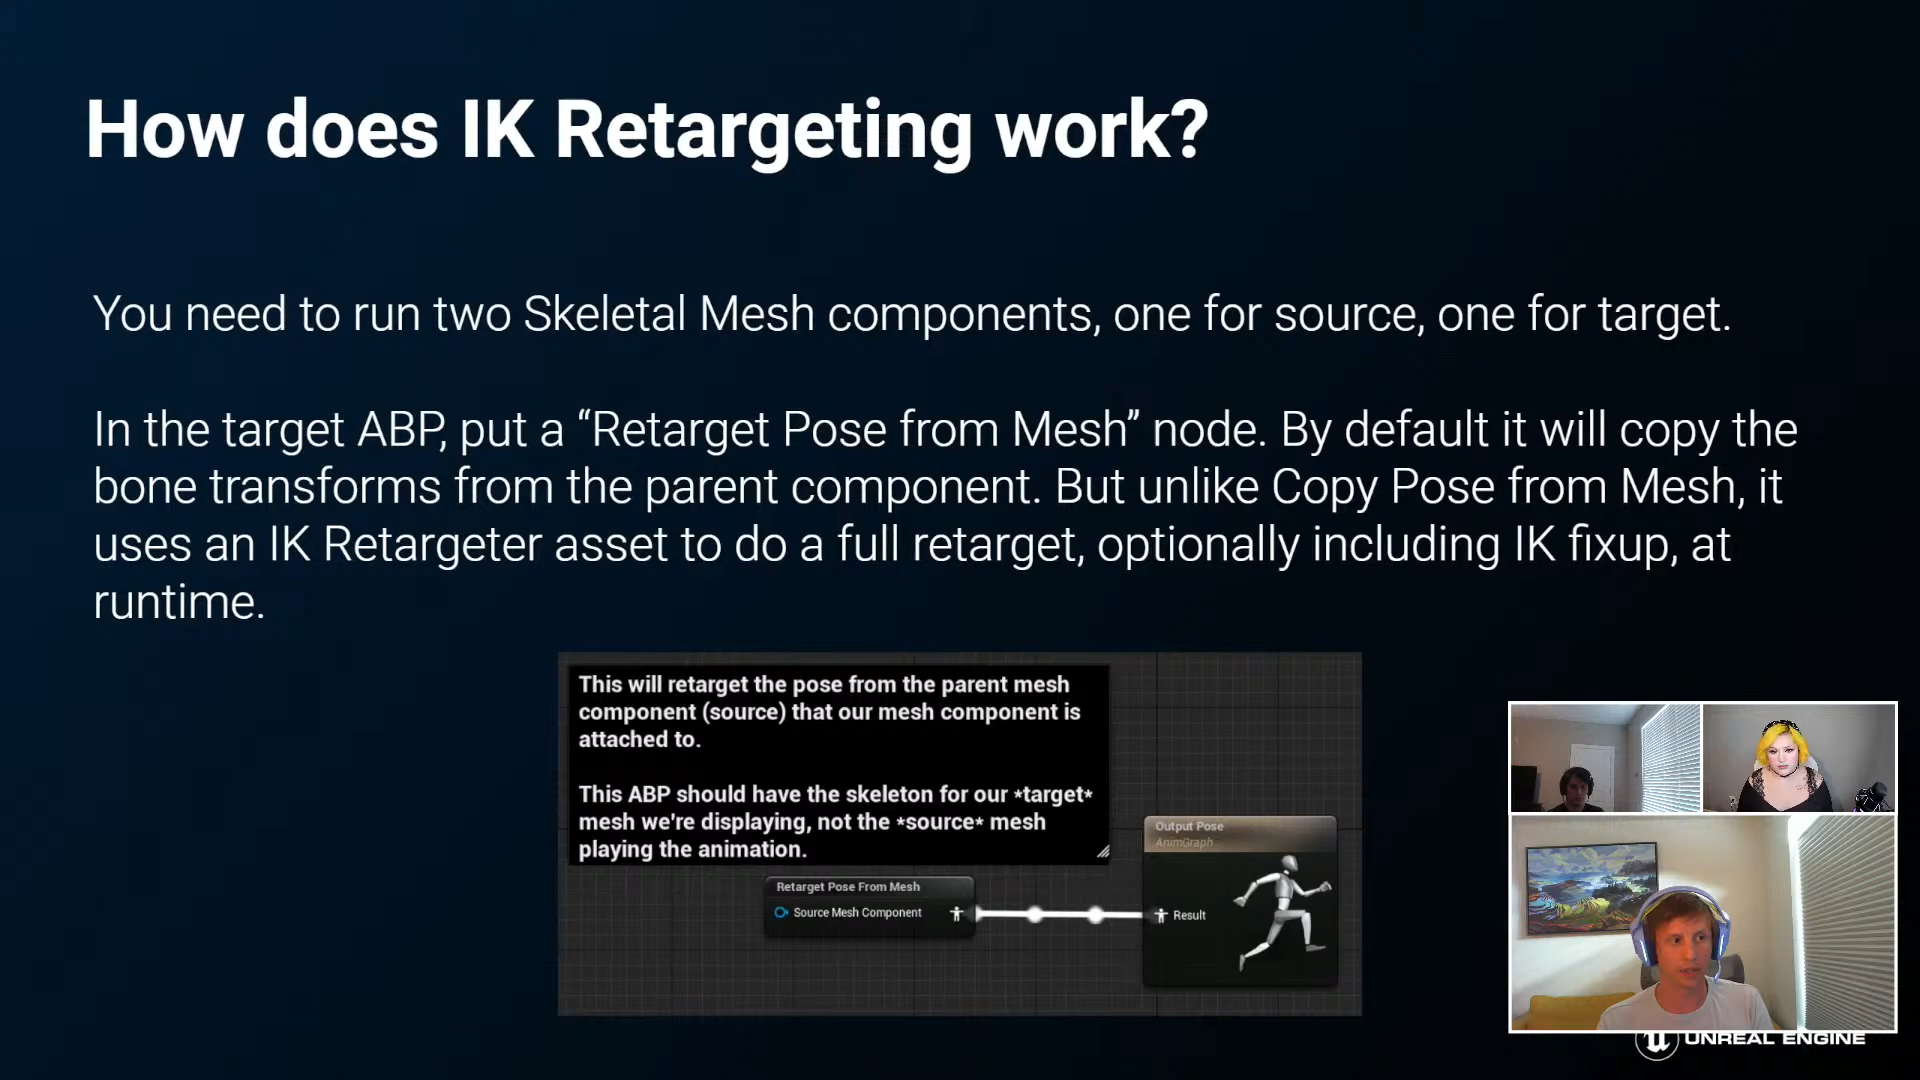 How does IK Retargeting work?
You need to run two Skeletal Mesh components, one for source, one for target.
In the target ABP, put a “Retarget Pose from Mesh” node. By default it will copy the
bone transforms from the parent component. But unlike Copy Pose from Mesh, it
uses an IK Retargeter asset to do a full retarget, optionally including IK fixup, at
runtime.
This will retarget the pose from the parent mesh
component (source) that our mesh component is
attached to.
This ABP should have the skeleton for our *target*
mesh we're displaying, not the *source* mesh
playing the animation.
Retarget Pose From Mesh
Source Mesh Component
Output Pose
AnimGraph
Result
UNREAL ENGINE